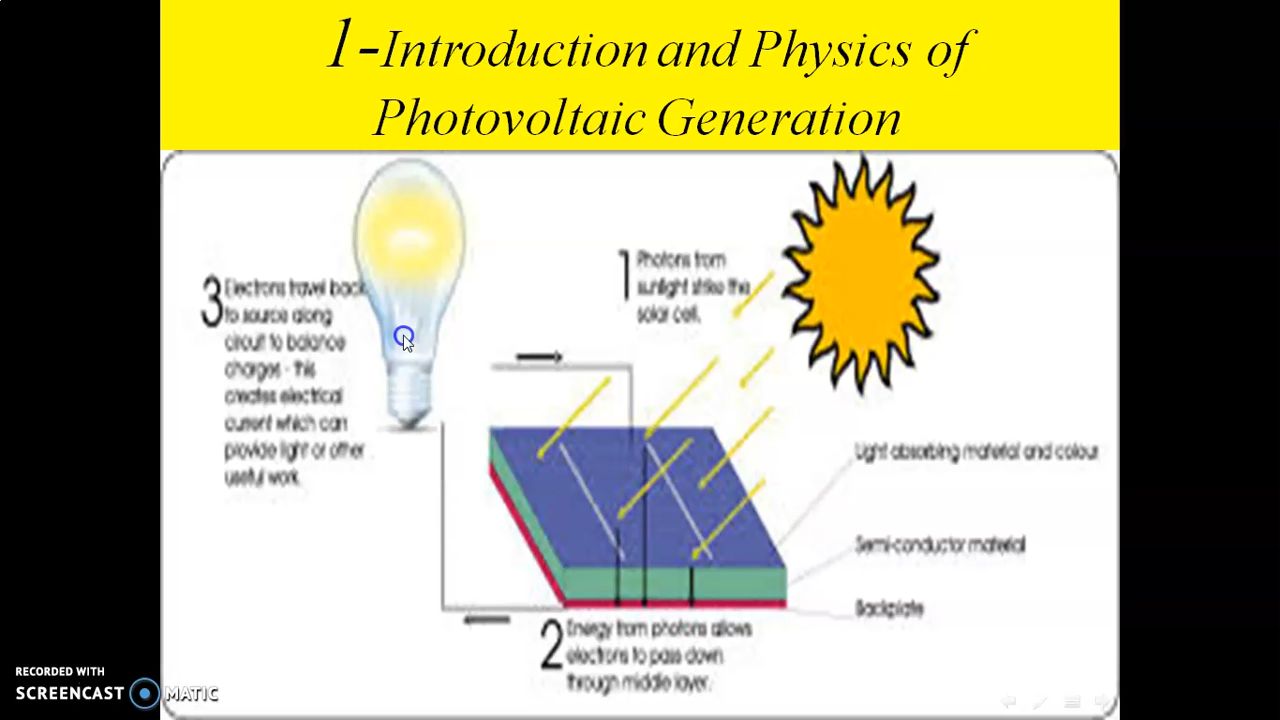 1-Introduction and Physics of
Photovoltaic Generation
1 Photons from
sunlight strike the
solar cell.
3 Electrons travel back
to source along
circuit to balance
charges - this
creates electrical
current which can
provide light or other
useful work.
Light absorbing material and colour
Semi-conductor material
Backplate
2 Energy from photons allows
electrons to pass down
through middle layer.
RECORDED WITH
SCREENCAST MATIC